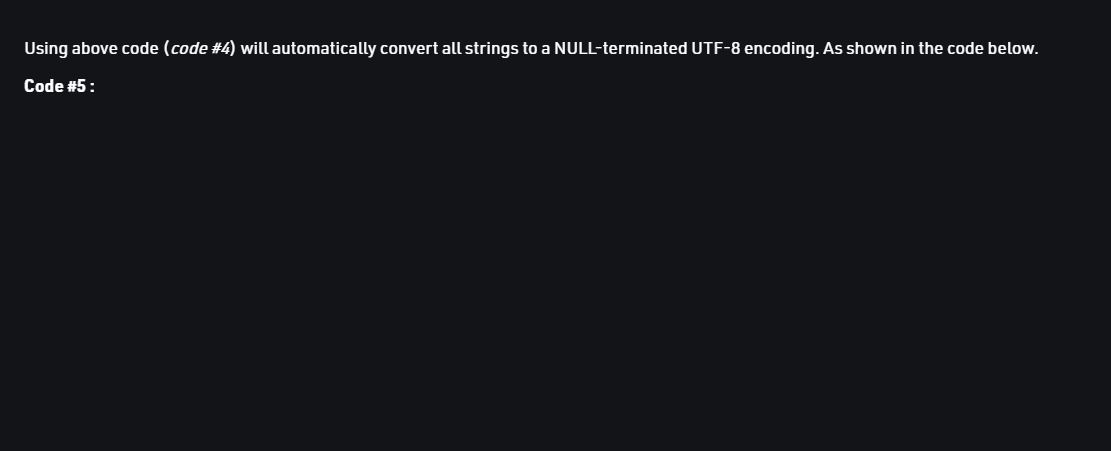 Using above code (code #4) will automatically convert all strings to a NULL-terminated UTF-8 encoding. As shown in the code below.
Code #5 :